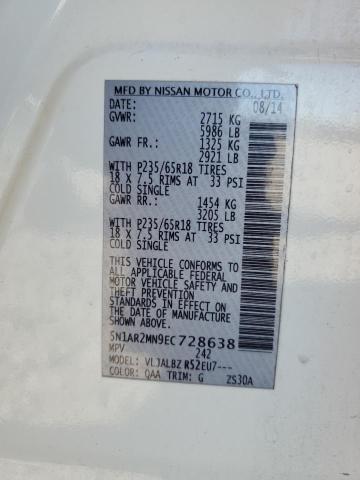 MFD BY NISSAN MOTOR CO., LTD.
DATE: 08/14
GVWR: 2715 KG
5986 LB
GAWR FR.: 1325 KG
2921 LB
WITH P235/65R18 TIRES
18 X 7.5 RIMS AT 33 PSI
COLD SINGLE
GAWR RR.: 1454 KG
3205 LB
WITH P235/65R18 TIRES
18 X 7.5 RIMS AT 33 PSI
COLD SINGLE
THIS VEHICLE CONFORMS TO
ALL APPLICABLE FEDERAL
MOTOR VEHICLE SAFETY AND
THEFT PREVENTION
STANDARDS IN EFFECT ON
THE DATE OF MANUFACTURE
SHOWN ABOVE.
5N1AR2MN9EC728638
MPV 242
MODEL: VLJALBZ R52EU7---
COLOR: QAA TRIM: G ZS30A